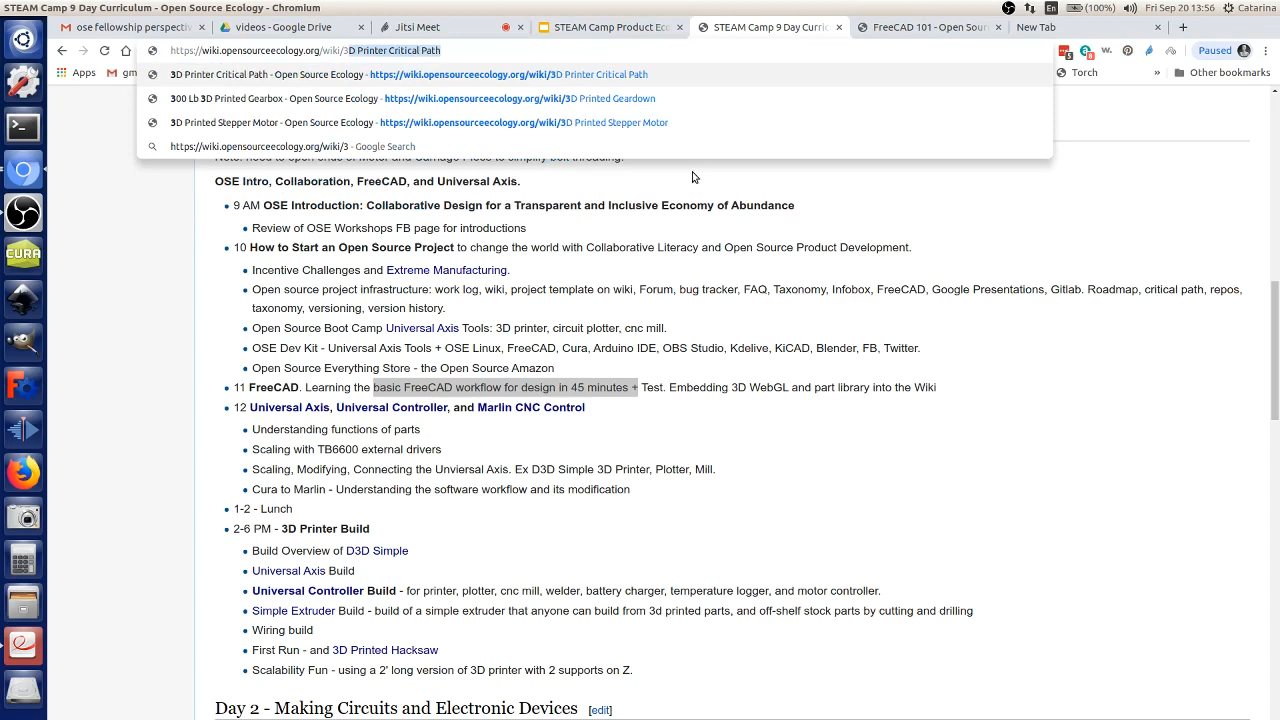 STEAM Camp 9 Day Curriculum - Open Source Ecology - Chromium
En (100%) Fri Sep 20 13:56 Catarina
ose fellowship perspectiv
videos - Google Drive
Jitsi Meet
STEAM Camp Product Ec
STEAM Camp 9 Day Curric
FreeCAD 101 - Open Sour
New Tab
https://wiki.opensourceecology.org/wiki/3D Printer Critical Path
Paused
Apps
gm
Torch
»
Other bookmarks
3D Printer Critical Path - Open Source Ecology - https://wiki.opensourceecology.org/wiki/3D Printer Critical Path
300 Lb 3D Printed Gearbox - Open Source Ecology - https://wiki.opensourceecology.org/wiki/3D Printed Geardown
3D Printed Stepper Motor - Open Source Ecology - https://wiki.opensourceecology.org/wiki/3D Printed Stepper Motor
https://wiki.opensourceecology.org/wiki/3 - Google Search
OSE Intro, Collaboration, FreeCAD, and Universal Axis.
9 AM OSE Introduction: Collaborative Design for a Transparent and Inclusive Economy of Abundance
Review of OSE Workshops FB page for introductions
10 How to Start an Open Source Project to change the world with Collaborative Literacy and Open Source Product Development.
Incentive Challenges and Extreme Manufacturing.
Open source project infrastructure: work log, wiki, project template on wiki, Forum, bug tracker, FAQ, Taxonomy, Infobox, FreeCAD, Google Presentations, Gitlab. Roadmap, critical path, repos,
taxonomy, versioning, version history.
Open Source Boot Camp Universal Axis Tools: 3D printer, circuit plotter, cnc mill.
OSE Dev Kit - Universal Axis Tools + OSE Linux, FreeCAD, Cura, Arduino IDE, OBS Studio, Kdelive, KiCAD, Blender, FB, Twitter.
Open Source Everything Store - the Open Source Amazon
11 FreeCAD. Learning the basic FreeCAD workflow for design in 45 minutes + Test. Embedding 3D WebGL and part library into the Wiki
12 Universal Axis, Universal Controller, and Marlin CNC Control
Understanding functions of parts
Scaling with TB6600 external drivers
Scaling, Modifying, Connecting the Unviersal Axis. Ex D3D Simple 3D Printer, Plotter, Mill.
Cura to Marlin - Understanding the software workflow and its modification
1-2 - Lunch
2-6 PM - 3D Printer Build
Build Overview of D3D Simple
Universal Axis Build
Universal Controller Build - for printer, plotter, cnc mill, welder, battery charger, temperature logger, and motor controller.
Simple Extruder Build - build of a simple extruder that anyone can build from 3d printed parts, and off-shelf stock parts by cutting and drilling
Wiring build
First Run - and 3D Printed Hacksaw
Scalability Fun - using a 2' long version of 3D printer with 2 supports on Z.
Day 2 - Making Circuits and Electronic Devices [edit]
CURA